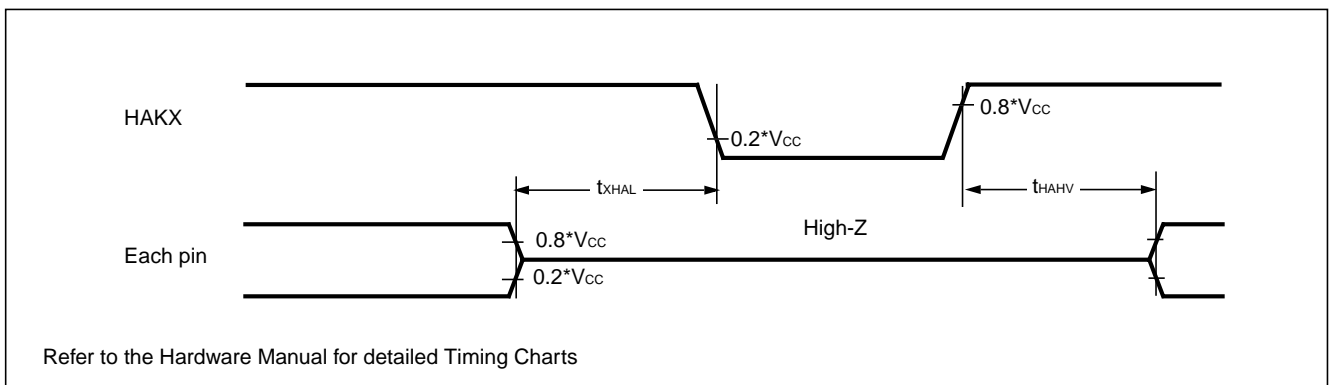 HAKX
0.8*VCC
0.2*VCC
tXHAL
tHAHV
High-Z
0.8*VCC
Each pin
0.2*VCC
Refer to the Hardware Manual for detailed Timing Charts